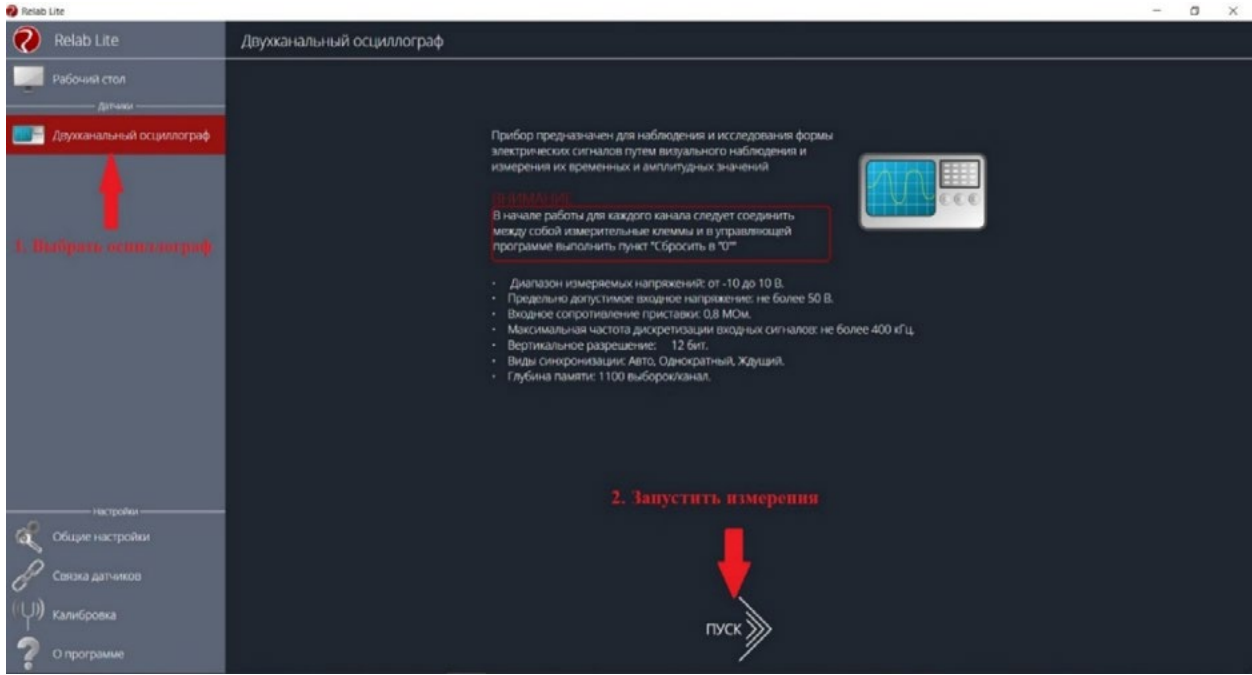 Relab Lite
Relab Lite
Двухканальный осциллограф
Рабочий стол
Датчики
Двухканальный осциллограф
1. Выбрать осциллограф
Прибор предназначен для наблюдения и исследования формы
электрических сигналов путем визуального наблюдения и
измерения их временных и амплитудных значений
ВНИМАНИЕ
В начале работы для каждого канала следует соединить
между собой измерительные клеммы и в управляющей
программе выполнить пункт "Сбросить в "0""
• Диапазон измеряемых напряжений: от -10 до 10 В.
• Предельно допустимое входное напряжение: не более 50 В.
• Входное сопротивление приставки: 0,8 МОм.
• Максимальная частота дискретизации входных сигналов: не более 400 кГц.
• Вертикальное разрешение: 12 бит.
• Виды синхронизации: Авто, Однократный, Ждущий.
• Глубина памяти: 1100 выборок/канал.
2. Запустить измерения
ПУСК
Настройки
Общие настройки
Связка датчиков
Калибровка
О программе